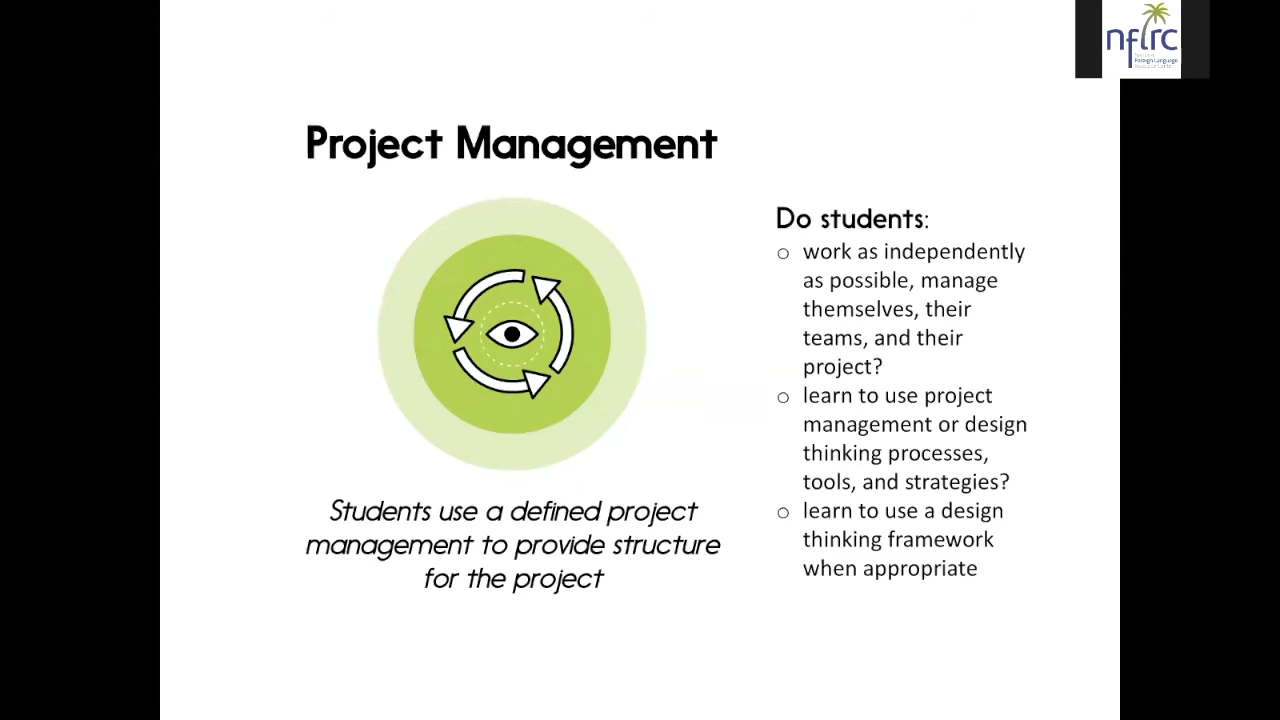 nflrc
Foreign Language
Project Management
Students use a defined project
management to provide structure
for the project
Do students:
○ work as independently
as possible, manage
themselves, their
teams, and their
project?
○ learn to use project
management or design
thinking processes,
tools, and strategies?
○ learn to use a design
thinking framework
when appropriate